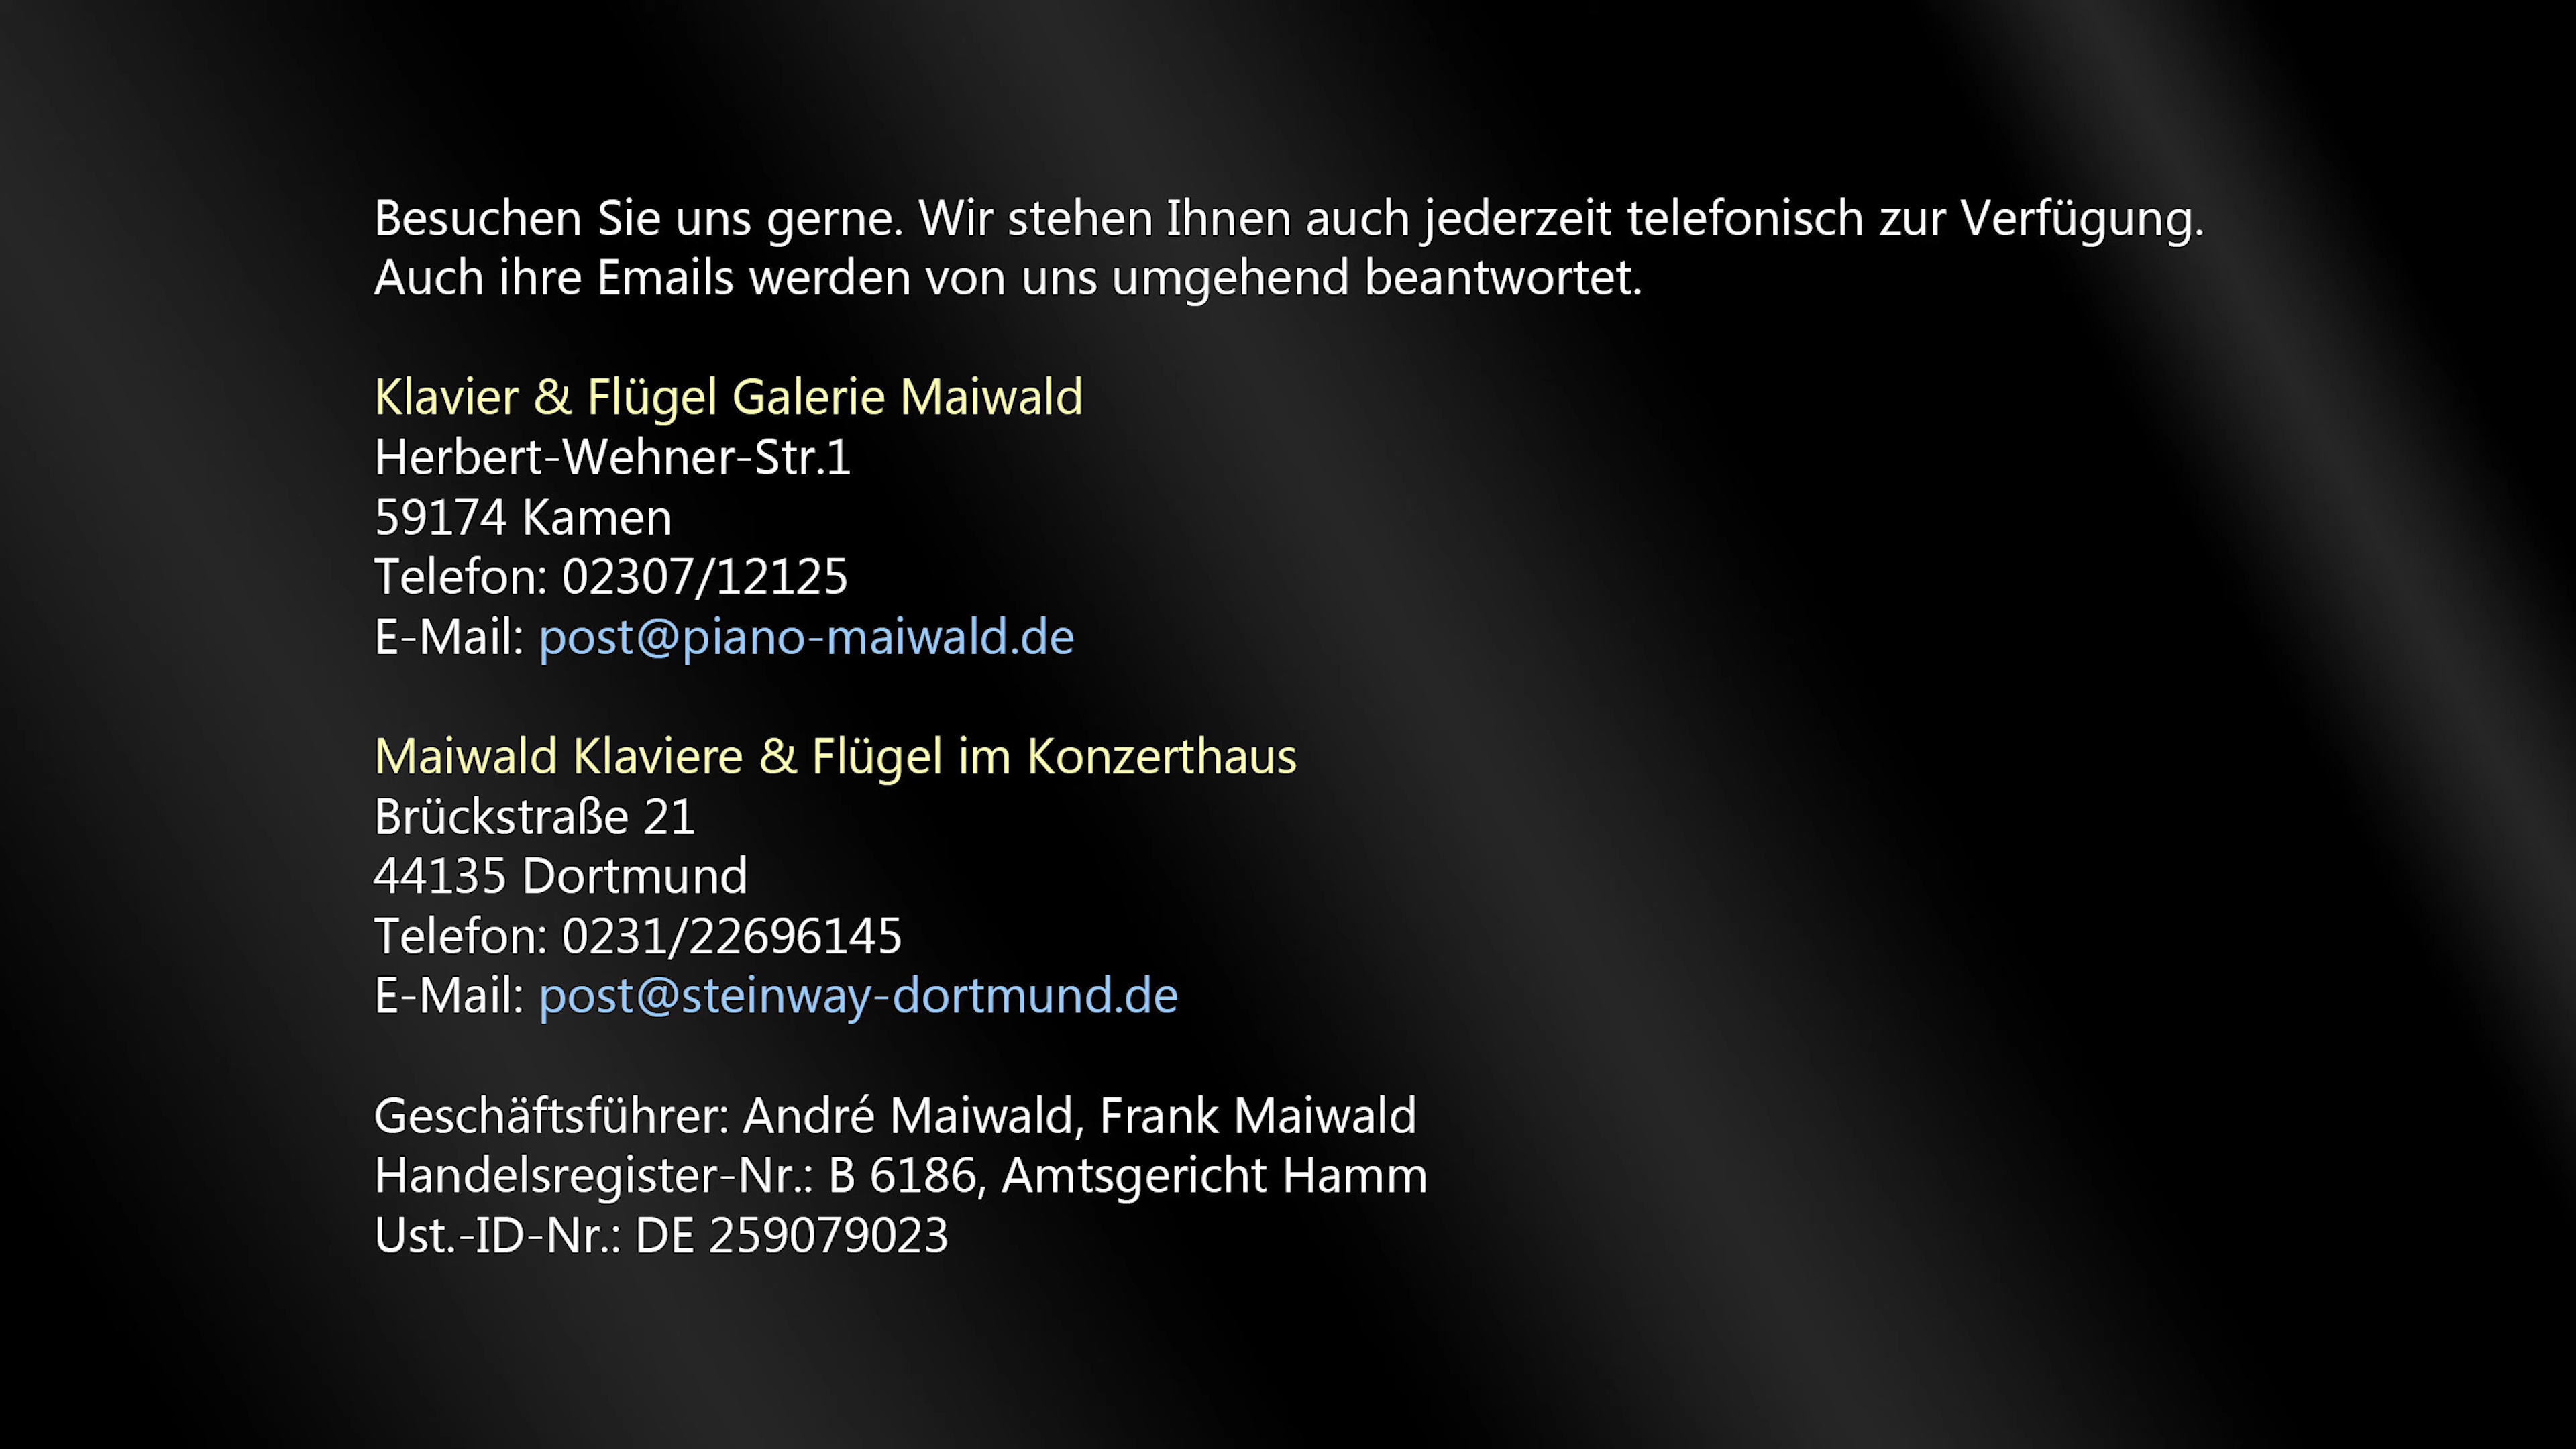 Besuchen Sie uns gerne. Wir stehen Ihnen auch jederzeit telefonisch zur Verfügung.
Auch ihre Emails werden von uns umgehend beantwortet.
Klavier & Flügel Galerie Maiwald
Herbert-Wehner-Str.1
59174 Kamen
Telefon: 02307/12125
E-Mail: post@piano-maiwald.de
Maiwald Klaviere & Flügel im Konzerthaus
Brückstraße 21
44135 Dortmund
Telefon: 0231/22696145
E-Mail: post@steinway-dortmund.de
Geschäftsführer: André Maiwald, Frank Maiwald
Handelsregister-Nr.: B 6186, Amtsgericht Hamm
Ust.-ID-Nr.: DE 259079023